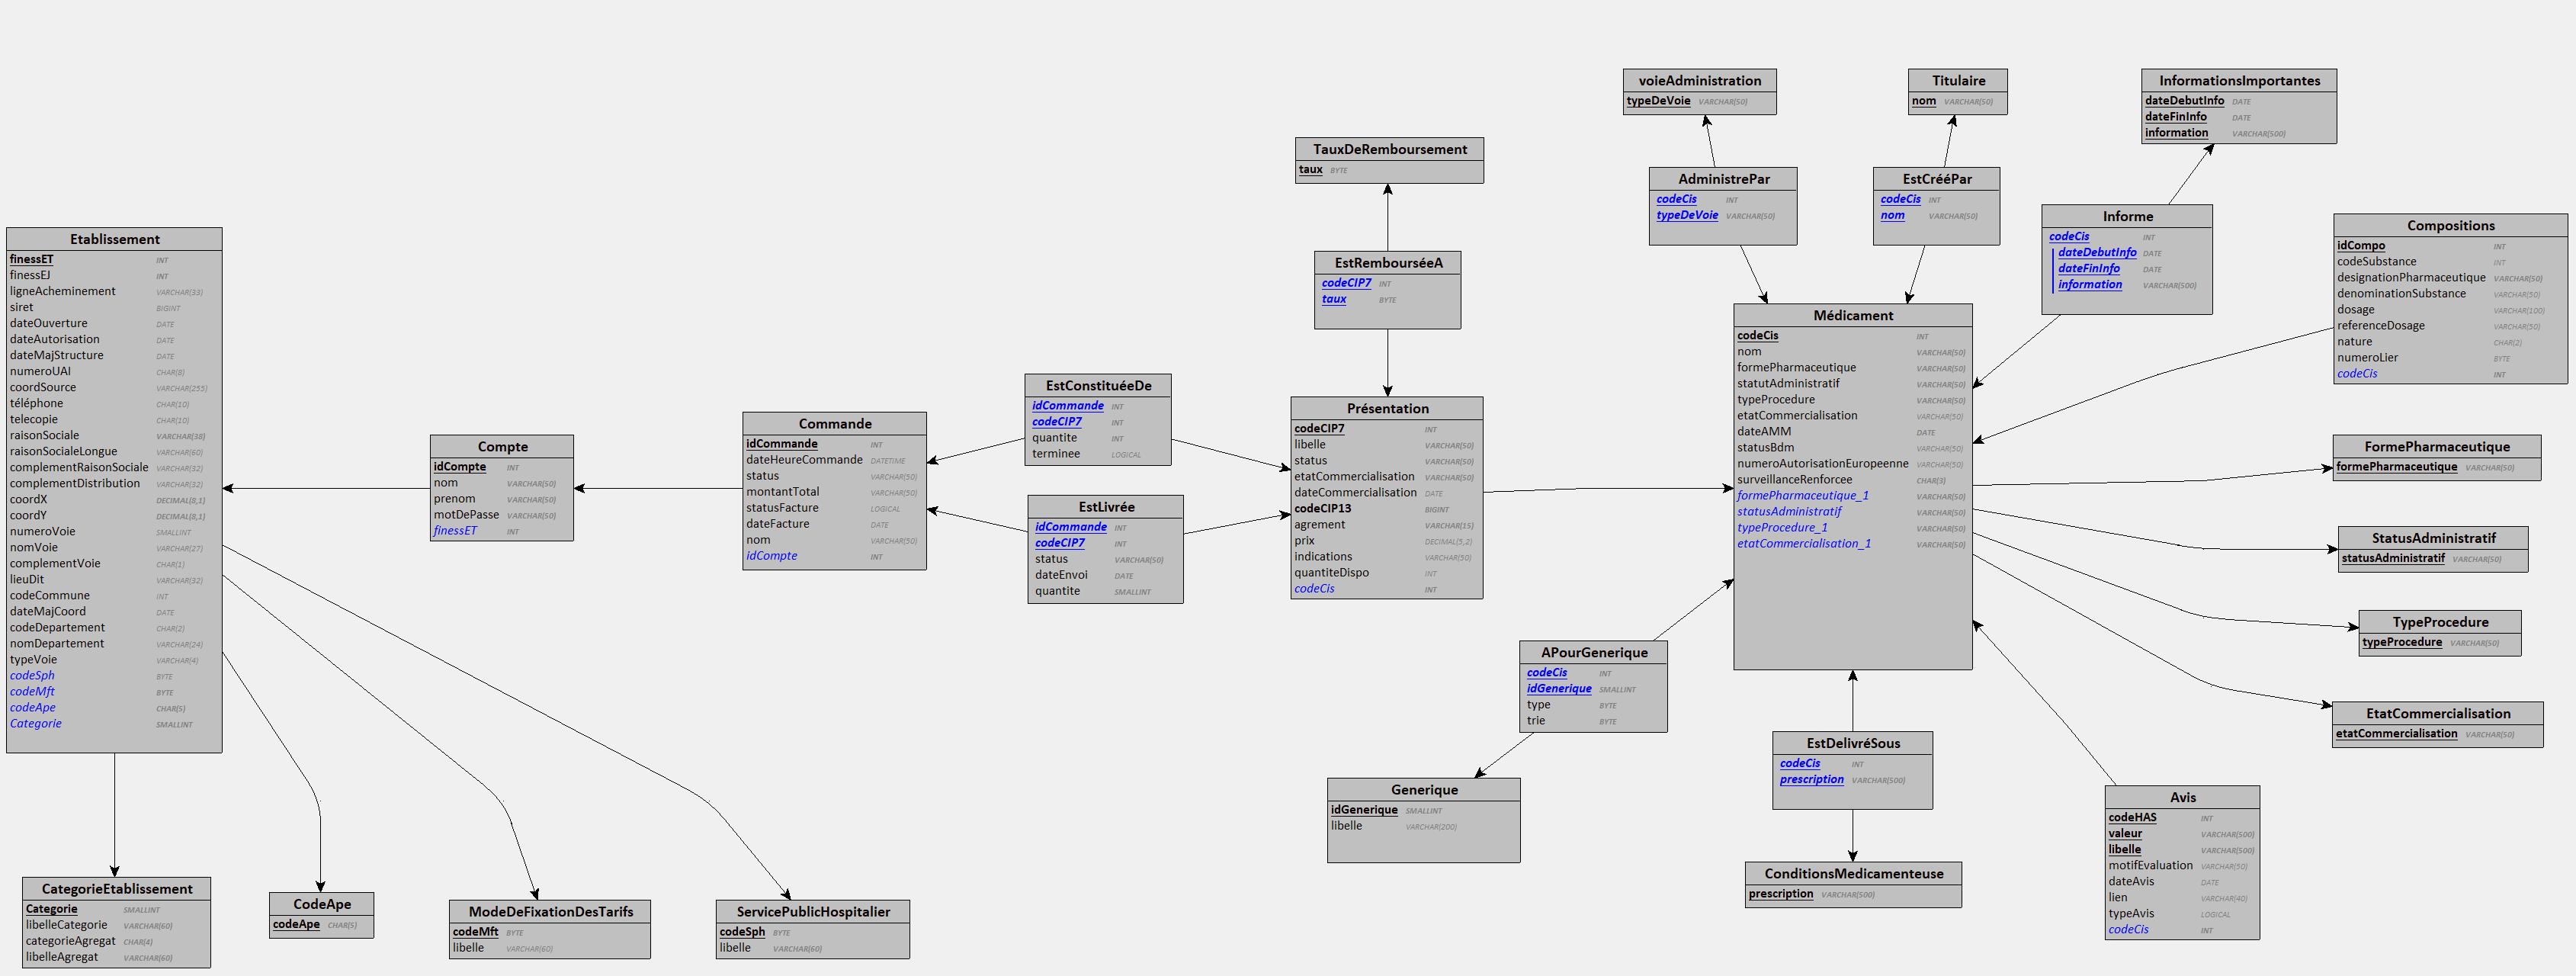 voieAdministration
typeDeVoie VARCHAR(50)
Titulaire
nom VARCHAR(50)
InformationsImportantes
dateDebutInfo DATE
dateFinInfo DATE
information VARCHAR(500)
TauxDeRemboursement
taux BYTE
AdministrePar
codeCis INT
typeDeVoie VARCHAR(50)
EstCrééPar
codeCis INT
nom VARCHAR(50)
Informe
codeCis INT
dateDebutInfo DATE
dateFinInfo DATE
information VARCHAR(500)
Compositions
idCompo INT
codeSubstance INT
designationPharmaceutique VARCHAR(50)
denominationSubstance VARCHAR(50)
dosage VARCHAR(100)
referenceDosage VARCHAR(50)
nature CHAR(2)
numeroLier BYTE
codeCis INT
Etablissement
finessET INT
finessEJ INT
ligneAcheminement VARCHAR(33)
siret BIGINT
dateOuverture DATE
dateAutorisation DATE
dateMajStructure DATE
numeroUAI CHAR(8)
coordSource VARCHAR(255)
téléphone CHAR(10)
telecopie CHAR(10)
raisonSociale VARCHAR(38)
raisonSocialeLongue VARCHAR(60)
complementRaisonSociale VARCHAR(32)
complementDistribution VARCHAR(32)
coordX DECIMAL(8,1)
coordY DECIMAL(8,1)
numeroVoie SMALLINT
nomVoie VARCHAR(27)
complementVoie CHAR(1)
lieuDit VARCHAR(32)
codeCommune INT
dateMajCoord DATE
codeDepartement CHAR(2)
nomDepartement VARCHAR(24)
typeVoie VARCHAR(4)
codeSph BYTE
codeMft BYTE
codeApe CHAR(5)
Categorie SMALLINT
EstRembourséeA
codeCIP7 INT
taux BYTE
Médicament
codeCis INT
nom VARCHAR(50)
formePharmaceutique VARCHAR(50)
statutAdministratif VARCHAR(50)
typeProcedure VARCHAR(50)
etatCommercialisation VARCHAR(50)
dateAMM DATE
statusBdm VARCHAR(50)
numeroAutorisationEuropeenne VARCHAR(50)
surveillanceRenforcee CHAR(3)
formePharmaceutique_1 VARCHAR(50)
statusAdministratif VARCHAR(50)
typeProcedure_1 VARCHAR(50)
etatCommercialisation_1 VARCHAR(50)
EstConstituéeDe
idCommande INT
codeCIP7 INT
quantite INT
terminee LOGICAL
Présentation
codeCIP7 INT
libelle VARCHAR(50)
status VARCHAR(50)
etatCommercialisation VARCHAR(50)
dateCommercialisation DATE
codeCIP13 BIGINT
agrement VARCHAR(15)
prix DECIMAL(5,2)
indications VARCHAR(50)
quantiteDispo INT
codeCis INT
Commande
idCommande INT
dateHeureCommande DATETIME
status VARCHAR(50)
montantTotal VARCHAR(50)
statusFacture LOGICAL
dateFacture DATE
nom VARCHAR(50)
idCompte INT
Compte
idCompte INT
nom VARCHAR(50)
prenom VARCHAR(50)
motDePasse VARCHAR(50)
finessET INT
EstLivrée
idCommande INT
codeCIP7 INT
status VARCHAR(50)
dateEnvoi DATE
quantite SMALLINT
FormePharmaceutique
formePharmaceutique VARCHAR(50)
StatusAdministratif
statusAdministratif VARCHAR(50)
TypeProcedure
typeProcedure VARCHAR(50)
EtatCommercialisation
etatCommercialisation VARCHAR(50)
APourGenerique
codeCis INT
idGenerique SMALLINT
type BYTE
trie BYTE
Generique
idGenerique SMALLINT
libelle VARCHAR(200)
EstDelivréSous
codeCis INT
prescription VARCHAR(500)
ConditionsMedicamenteuse
prescription VARCHAR(500)
Avis
codeHAS INT
valeur VARCHAR(500)
libelle VARCHAR(500)
motifEvaluation VARCHAR(50)
dateAvis DATE
lien VARCHAR(40)
typeAvis LOGICAL
codeCis INT
CategorieEtablissement
Categorie SMALLINT
libelleCategorie VARCHAR(60)
categorieAgregat CHAR(4)
libelleAgregat VARCHAR(60)
CodeApe
codeApe CHAR(5)
ModeDeFixationDesTarifs
codeMft BYTE
libelle VARCHAR(60)
ServicePublicHospitalier
codeSph BYTE
libelle VARCHAR(60)